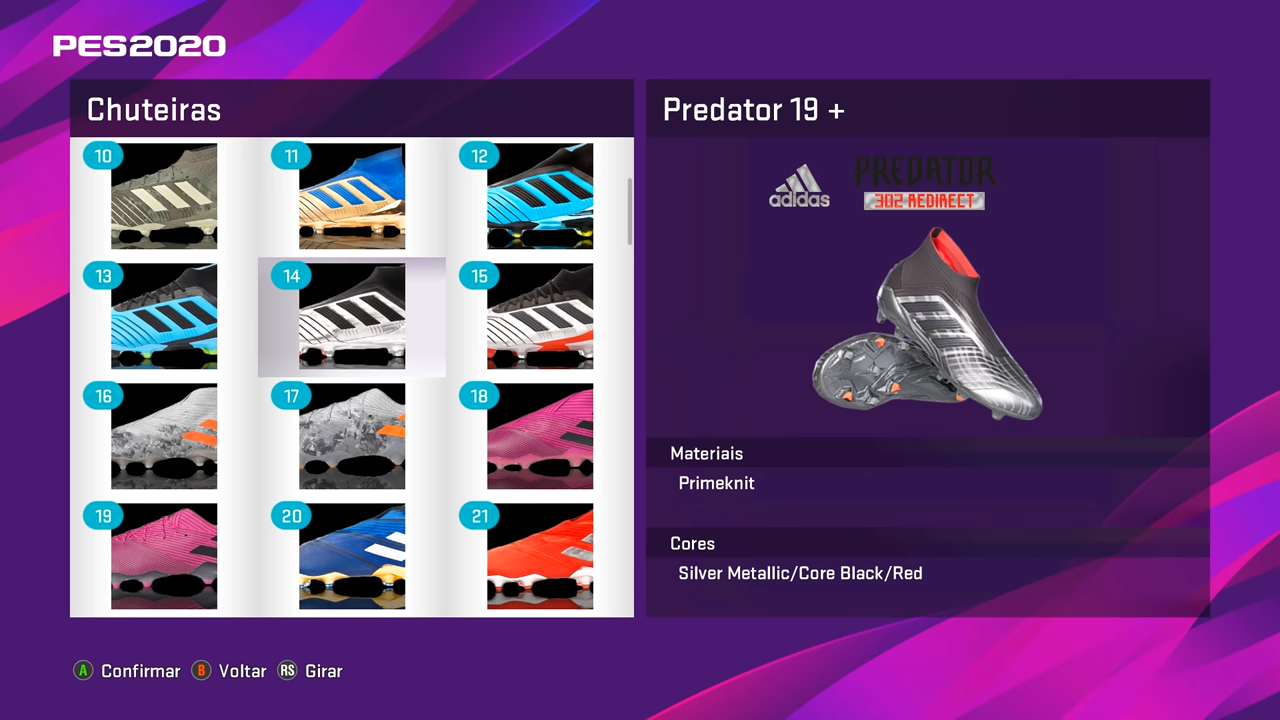 PES2020
Chuteiras
10
11
12
13
14
15
16
17
18
19
20
21
Predator 19 +
adidas
PREDATOR
302 REDIRECT
Materiais
Primeknit
Cores
Silver Metallic/Core Black/Red
A Confirmar B Voltar RS Girar